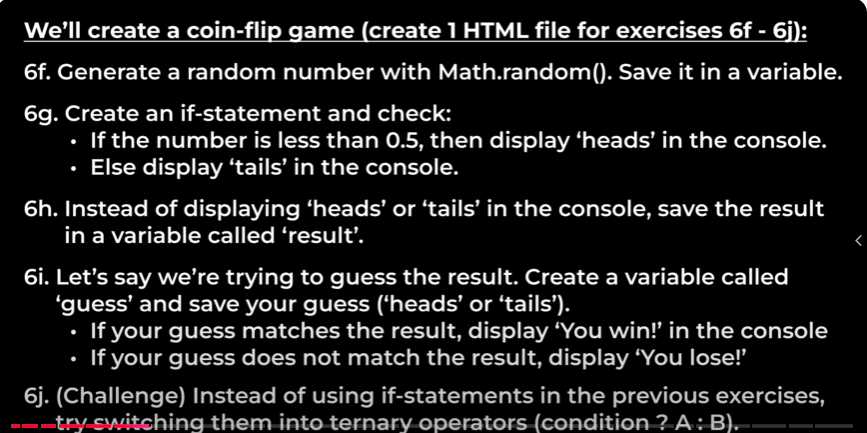 We’ll create a coin-flip game (create 1 HTML file for exercises 6f - 6j):
6f. Generate a random number with Math.random(). Save it in a variable.
6g. Create an if-statement and check:
• If the number is less than 0.5, then display ‘heads’ in the console.
• Else display ‘tails’ in the console.
6h. Instead of displaying ‘heads’ or ‘tails’ in the console, save the result
in a variable called ‘result’.
6i. Let’s say we’re trying to guess the result. Create a variable called
‘guess’ and save your guess (‘heads’ or ‘tails’).
• If your guess matches the result, display ‘You win!’ in the console
• If your guess does not match the result, display ‘You lose!’
6j. (Challenge) Instead of using if-statements in the previous exercises,
try switching them into ternary operators (condition ? A : B).